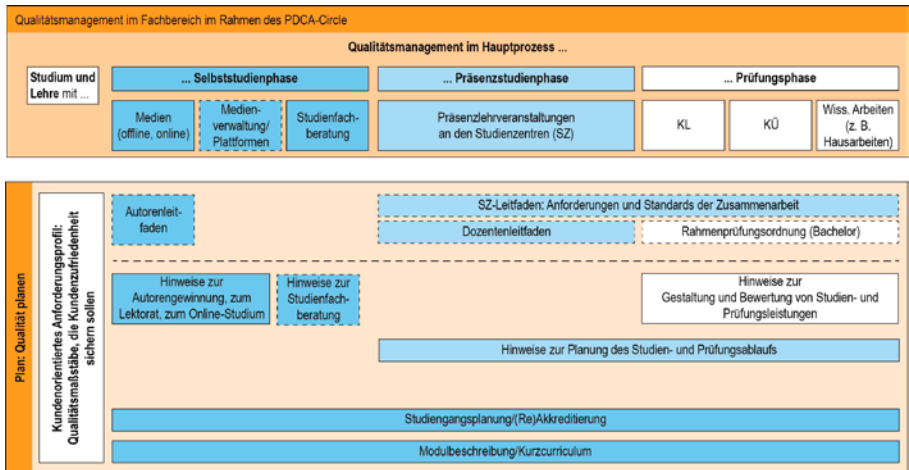 Qualitätsmanagement im Fachbereich im Rahmen des PDCA-Circle
Qualitätsmanagement im Hauptprozess ...
Studium und
Lehre mit ...
... Selbststudienphase
... Präsenzstudienphase
... Prüfungsphase
Medien
(offline, online)
Medien-
verwaltung/
Plattformen
Studienfach-
beratung
Präsenzlehrveranstaltungen
an den Studienzentren (SZ)
KL
KÜ
Wiss. Arbeiten
(z. B.
Hausarbeiten)
Plan: Qualität planen
Kundenorientiertes Anforderungsprofil:
Qualitätsmaßstäbe, die Kundenzufriedenheit
sichern sollen
Autorenleit-
faden
SZ-Leitfaden: Anforderungen und Standards der Zusammenarbeit
Dozentenleitfaden
Rahmenprüfungsordnung (Bachelor)
Hinweise zur
Autorengewinnung, zum
Lektorat, zum Online-Studium
Hinweise zur
Studienfach-
beratung
Hinweise zur
Gestaltung und Bewertung von Studien- und
Prüfungsleistungen
Hinweise zur Planung des Studien- und Prüfungsablaufs
Studiengangsplanung/(Re)Akkreditierung
Modulbeschreibung/Kurzcurriculum